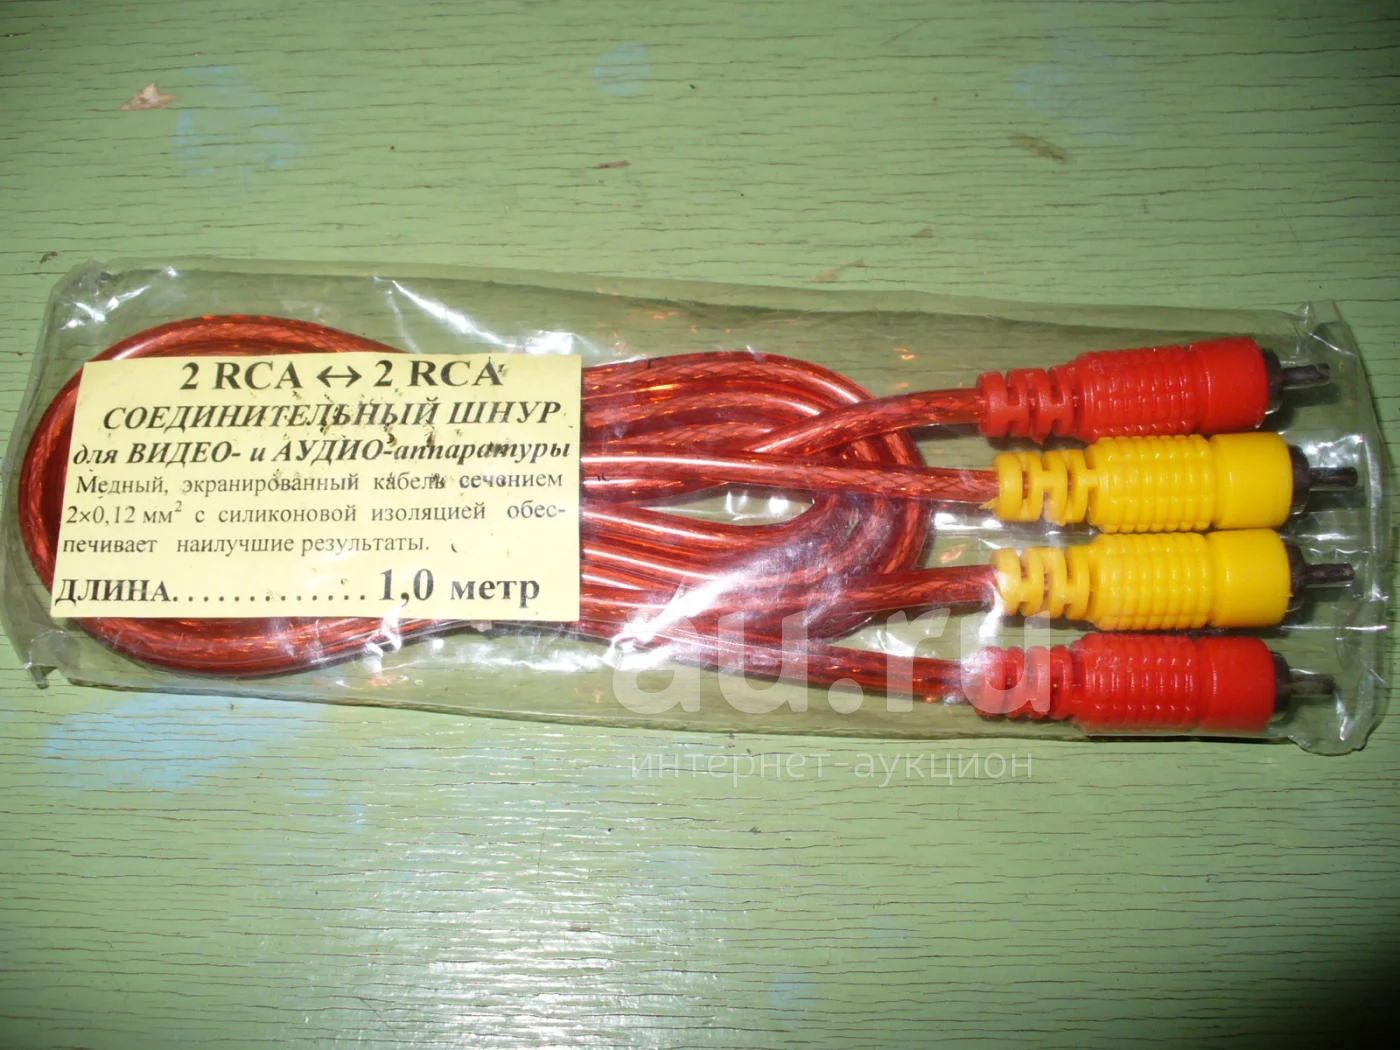 2 RCA ↔ 2 RCA
СОЕДИНИТЕЛЬНЫЙ ШНУР
для ВИДЕО- и АУДИО-аппаратуры
Медный, экранированный кабель сечением
2×0,12 мм² с силиконовой изоляцией обес-
печивает наилучшие результаты.
ДЛИНА............. 1,0 метр
au.ru
интернет-аукцион